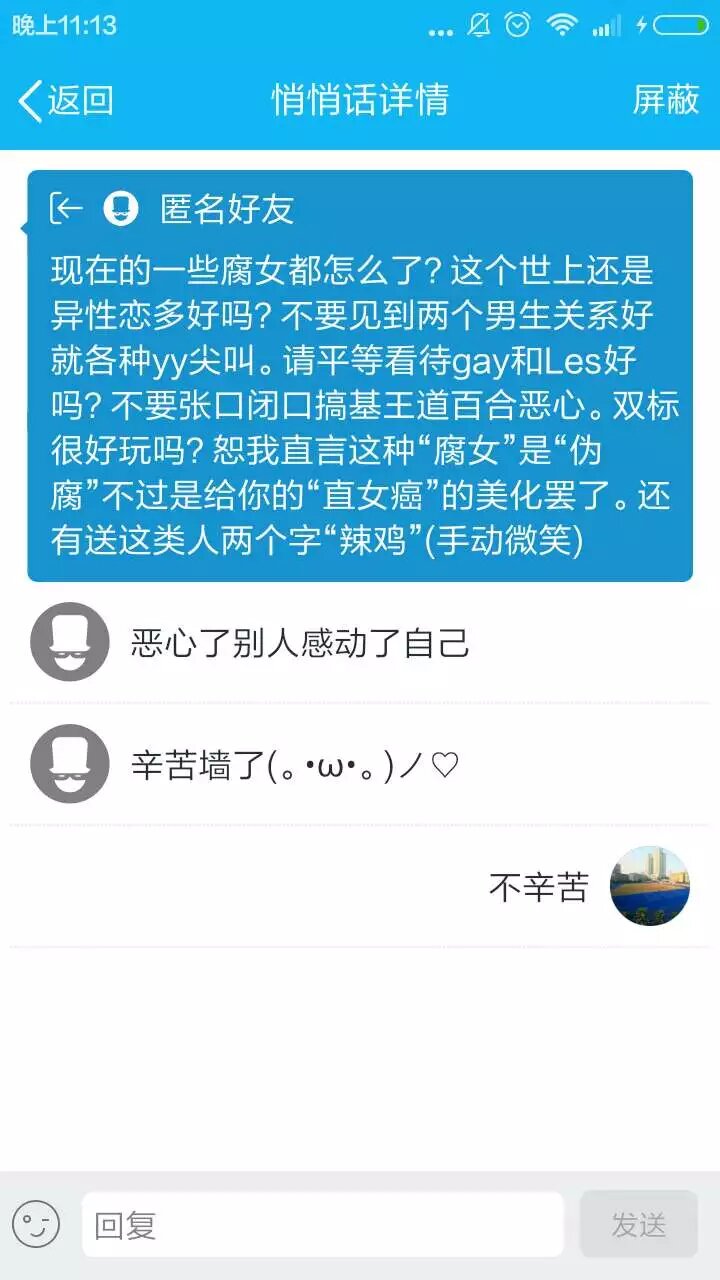 晚上11:13
返回
悄悄话详情
屏蔽
匿名好友
现在的一些腐女都怎么了？这个世上还是
异性恋多好吗？不要见到两个男生关系好
就各种yy尖叫。请平等看待gay和Les好
吗？不要张口闭口搞基王道百合恶心。双标
很好玩吗？恕我直言这种“腐女”是“伪
腐”不过是给你的“直女癌”的美化罢了。还
有送这类人两个字“辣鸡”(手动微笑)
恶心了别人感动了自己
辛苦墙了(｡•ω•｡)ノ♡
不辛苦
回复
发送